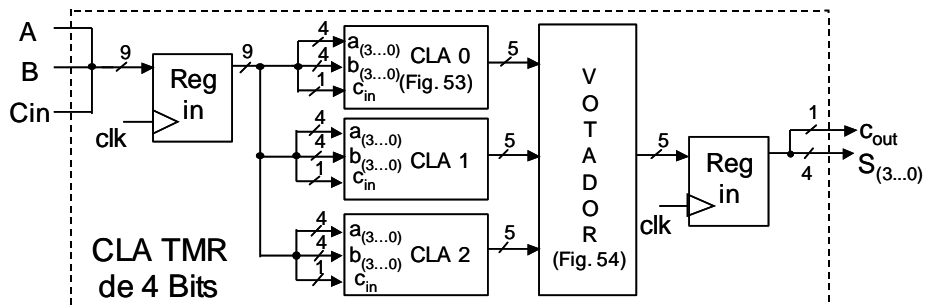 A
B
Cin
9
Reg
in
clk
9
4
4
1
a(3...0)
b(3...0)
cin
CLA 0
(Fig. 53)
5
4
4
1
a(3...0)
b(3...0)
cin
CLA 1
5
4
4
1
a(3...0)
b(3...0)
cin
CLA 2
5
V
O
T
A
D
O
R
(Fig. 54)
5
Reg
in
clk
1
cout
4
S(3...0)
CLA TMR
de 4 Bits